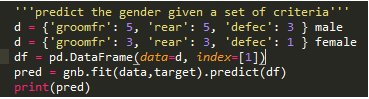 '''predict the gender given a set of criteria'''
d = {'groomfr': 5, 'rear': 5, 'defec': 3 } male
d = {'groomfr': 3, 'rear': 3, 'defec': 1 } female
df = pd.DataFrame(data=d, index=[1])
pred = gnb.fit(data,target).predict(df)
print(pred)